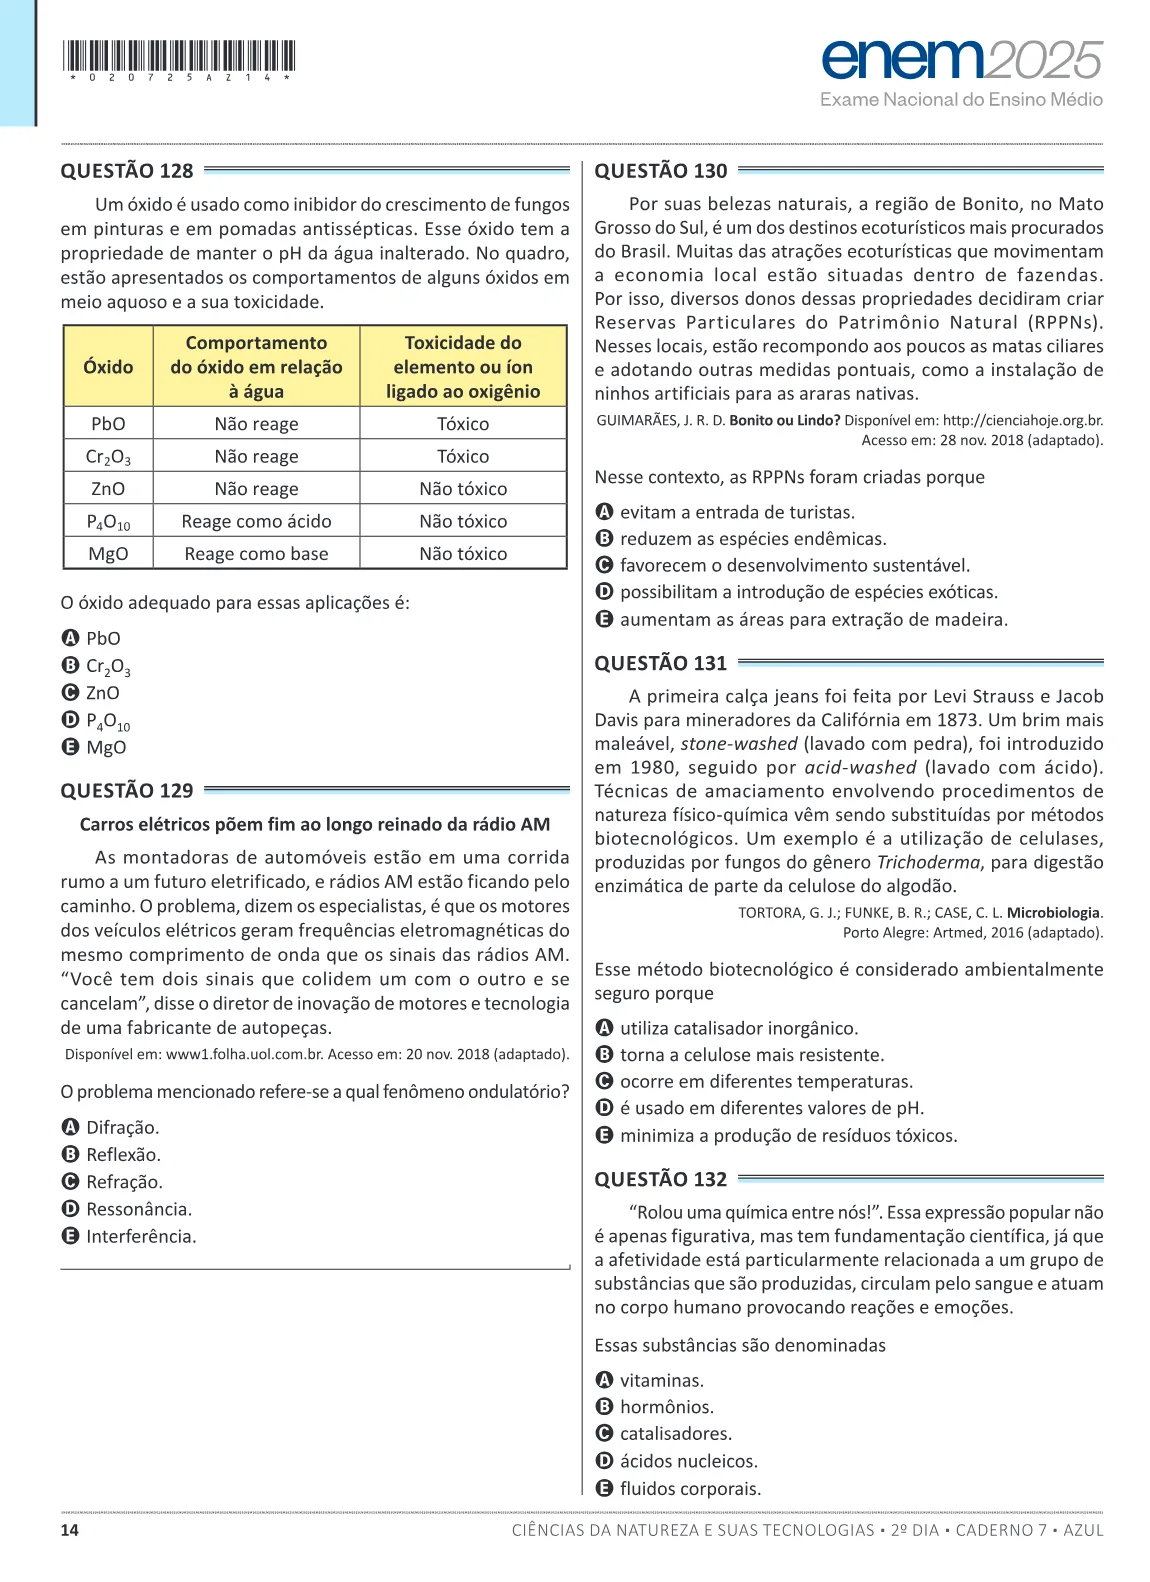 *020725AZ14*
enem2025
Exame Nacional do Ensino Médio
QUESTÃO 128
Um óxido é usado como inibidor do crescimento de fungos
em pinturas e em pomadas antissépticas. Esse óxido tem a
propriedade de manter o pH da água inalterado. No quadro,
estão apresentados os comportamentos de alguns óxidos em
meio aquoso e a sua toxicidade.
Óxido | Comportamento do óxido em relação à água | Toxicidade do elemento ou íon ligado ao oxigênio
PbO | Não reage | Tóxico
Cr₂O₃ | Não reage | Tóxico
ZnO | Não reage | Não tóxico
P₄O₁₀ | Reage como ácido | Não tóxico
MgO | Reage como base | Não tóxico
O óxido adequado para essas aplicações é:
A PbO
B Cr₂O₃
C ZnO
D P₄O₁₀
E MgO
QUESTÃO 129
Carros elétricos põem fim ao longo reinado da rádio AM
As montadoras de automóveis estão em uma corrida
rumo a um futuro eletrificado, e rádios AM estão ficando pelo
caminho. O problema, dizem os especialistas, é que os motores
dos veículos elétricos geram frequências eletromagnéticas do
mesmo comprimento de onda que os sinais das rádios AM.
“Você tem dois sinais que colidem um com o outro e se
cancelam”, disse o diretor de inovação de motores e tecnologia
de uma fabricante de autopeças.
Disponível em: www1.folha.uol.com.br. Acesso em: 20 nov. 2018 (adaptado).
O problema mencionado refere-se a qual fenômeno ondulatório?
A Difração.
B Reflexão.
C Refração.
D Ressonância.
E Interferência.
QUESTÃO 130
Por suas belezas naturais, a região de Bonito, no Mato
Grosso do Sul, é um dos destinos ecoturísticos mais procurados
do Brasil. Muitas das atrações ecoturísticas que movimentam
a economia local estão situadas dentro de fazendas.
Por isso, diversos donos dessas propriedades decidiram criar
Reservas Particulares do Patrimônio Natural (RPPNs).
Nesses locais, estão recompondo aos poucos as matas ciliares
e adotando outras medidas pontuais, como a instalação de
ninhos artificiais para as araras nativas.
GUIMARÃES, J. R. D. Bonito ou Lindo? Disponível em: http://cienciahoje.org.br.
Acesso em: 28 nov. 2018 (adaptado).
Nesse contexto, as RPPNs foram criadas porque
A evitam a entrada de turistas.
B reduzem as espécies endêmicas.
C favorecem o desenvolvimento sustentável.
D possibilitam a introdução de espécies exóticas.
E aumentam as áreas para extração de madeira.
QUESTÃO 131
A primeira calça jeans foi feita por Levi Strauss e Jacob
Davis para mineradores da Califórnia em 1873. Um brim mais
maleável, stone-washed (lavado com pedra), foi introduzido
em 1980, seguido por acid-washed (lavado com ácido).
Técnicas de amaciamento envolvendo procedimentos de
natureza físico-química vêm sendo substituídas por métodos
biotecnológicos. Um exemplo é a utilização de celulases,
produzidas por fungos do gênero Trichoderma, para digestão
enzimática de parte da celulose do algodão.
TORTORA, G. J.; FUNKE, B. R.; CASE, C. L. Microbiologia.
Porto Alegre: Artmed, 2016 (adaptado).
Esse método biotecnológico é considerado ambientalmente
seguro porque
A utiliza catalisador inorgânico.
B torna a celulose mais resistente.
C ocorre em diferentes temperaturas.
D é usado em diferentes valores de pH.
E minimiza a produção de resíduos tóxicos.
QUESTÃO 132
“Rolou uma química entre nós!”. Essa expressão popular não
é apenas figurativa, mas tem fundamentação científica, já que
a afetividade está particularmente relacionada a um grupo de
substâncias que são produzidas, circulam pelo sangue e atuam
no corpo humano provocando reações e emoções.
Essas substâncias são denominadas
A vitaminas.
B hormônios.
C catalisadores.
D ácidos nucleicos.
E fluidos corporais.
14
CIÊNCIAS DA NATUREZA E SUAS TECNOLOGIAS • 2º DIA • CADERNO 7 • AZUL